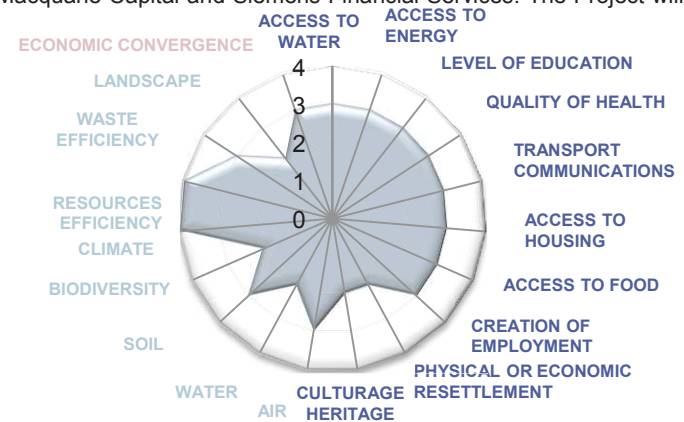 Macquarie Capital and Siemens Financial Services. The Project will
ACCESS TO
WATER
ACCESS TO
ENERGY
LEVEL OF EDUCATION
QUALITY OF HEALTH
TRANSPORT
COMMUNICATIONS
ACCESS TO
HOUSING
ACCESS TO FOOD
CREATION OF
EMPLOYMENT
PHYSICAL OR ECONOMIC
RESETTLEMENT
CULTURAGE
HERITAGE
AIR
WATER
SOIL
BIODIVERSITY
CLIMATE
RESOURCES
EFFICIENCY
WASTE
EFFICIENCY
LANDSCAPE
ECONOMIC CONVERGENCE
4
3
2
1
0